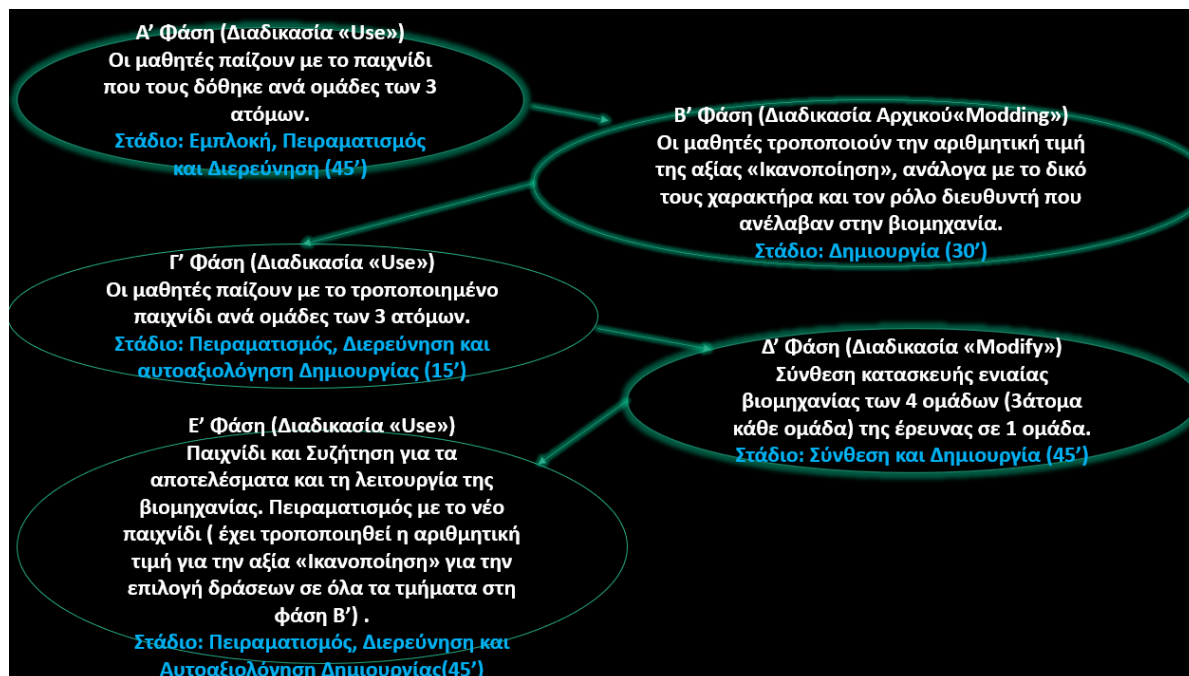 Α’ Φάση (Διαδικασία «Use»)
Οι μαθητές παίζουν με το παιχνίδι
που τους δόθηκε ανά ομάδες των 3
ατόμων.
Στάδιο: Εμπλοκή, Πειραματισμός
και Διερεύνηση (45’)
Β’ Φάση (Διαδικασία Αρχικού«Modding»)
Οι μαθητές τροποποιούν την αριθμητική τιμή
της αξίας «Ικανοποίηση», ανάλογα με το δικό
τους χαρακτήρα και τον ρόλο διευθυντή που
ανέλαβαν στην βιομηχανία.
Στάδιο: Δημιουργία (30’)
Γ’ Φάση (Διαδικασία «Use»)
Οι μαθητές παίζουν με το τροποποιημένο
παιχνίδι ανά ομάδες των 3 ατόμων.
Στάδιο: Πειραματισμός, Διερεύνηση και
αυτοαξιολόγηση Δημιουργίας (15’)
Δ’ Φάση (Διαδικασία «Modify»)
Σύνθεση κατασκευής ενιαίας
βιομηχανίας των 4 ομάδων (3άτομα
κάθε ομάδα) της έρευνας σε 1 ομάδα.
Στάδιο: Σύνθεση και Δημιουργία (45’)
Ε’ Φάση (Διαδικασία «Use»)
Παιχνίδι και Συζήτηση για τα
αποτελέσματα και τη λειτουργία της
βιομηχανίας. Πειραματισμός με το νέο
παιχνίδι ( έχει τροποποιηθεί η αριθμητική
τιμή για την αξία «Ικανοποίηση» για την
επιλογή δράσεων σε όλα τα τμήματα στη
φάση Β’) .
Στάδιο: Πειραματισμός, Διερεύνηση και
Αυτοαξιολόγηση Δημιουργίας(45’)